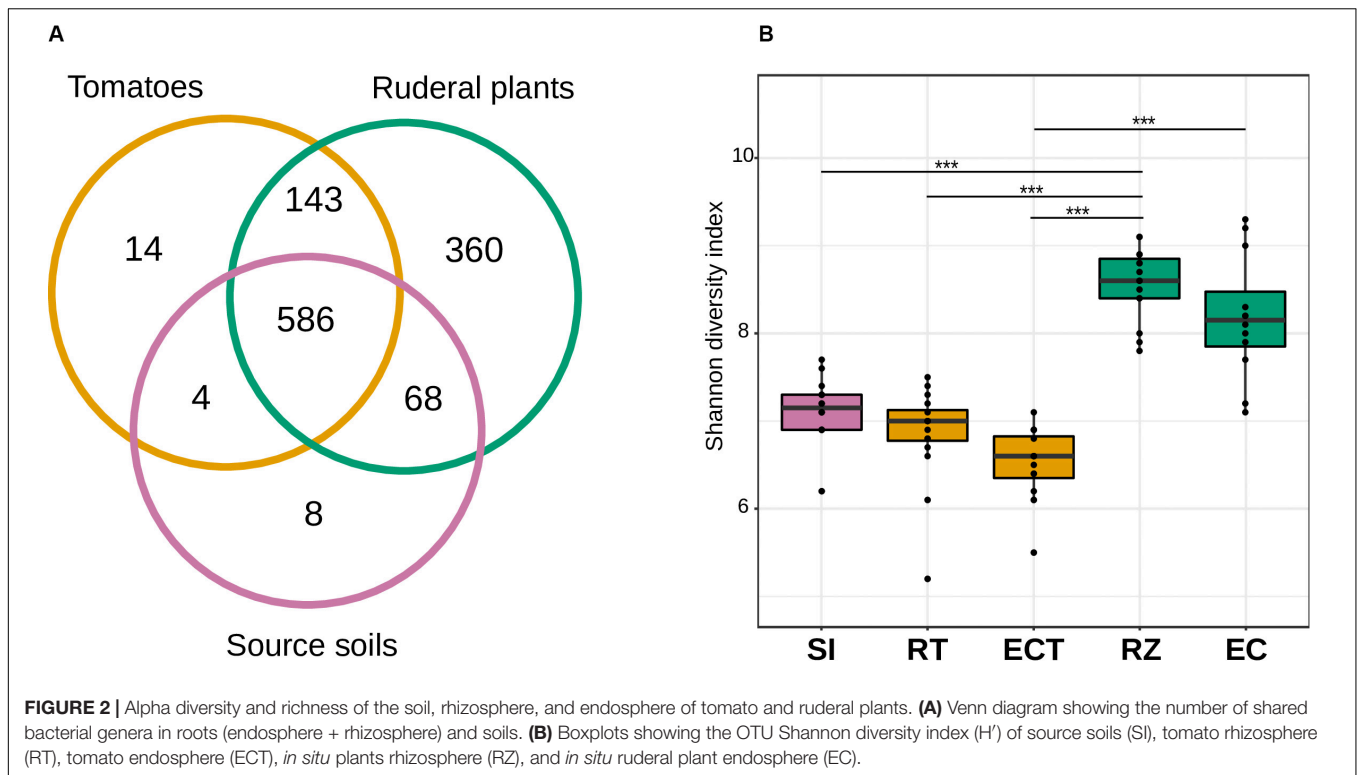 A
Tomatoes
Ruderal plants
143
14
360
586
4
68
8
Source soils
B
***
10
***
***
***
Shannon diversity index
8
6
SI RT ECT RZ EC
FIGURE 2 | Alpha diversity and richness of the soil, rhizosphere, and endosphere of tomato and ruderal plants. (A) Venn diagram showing the number of shared
bacterial genera in roots (endosphere + rhizosphere) and soils. (B) Boxplots showing the OTU Shannon diversity index (H′) of source soils (SI), tomato rhizosphere
(RT), tomato endosphere (ECT), in situ plants rhizosphere (RZ), and in situ ruderal plant endosphere (EC).